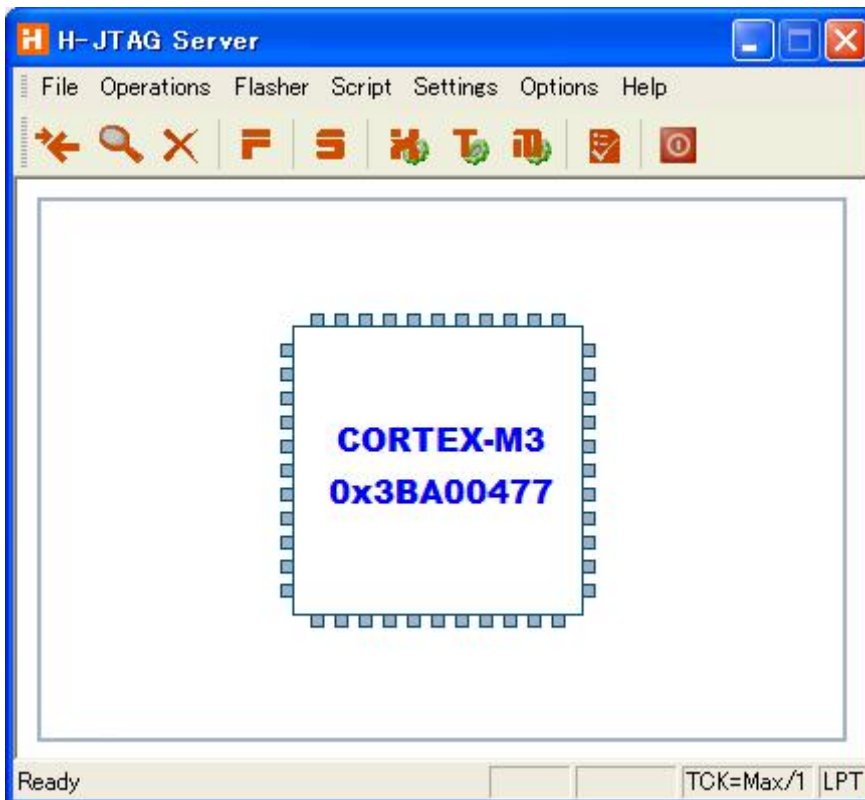 H-JTAG Server
File Operations Flasher Script Settings Options Help
CORTEX-M3
0x3BA00477
Ready TCK=Max/1 LPT